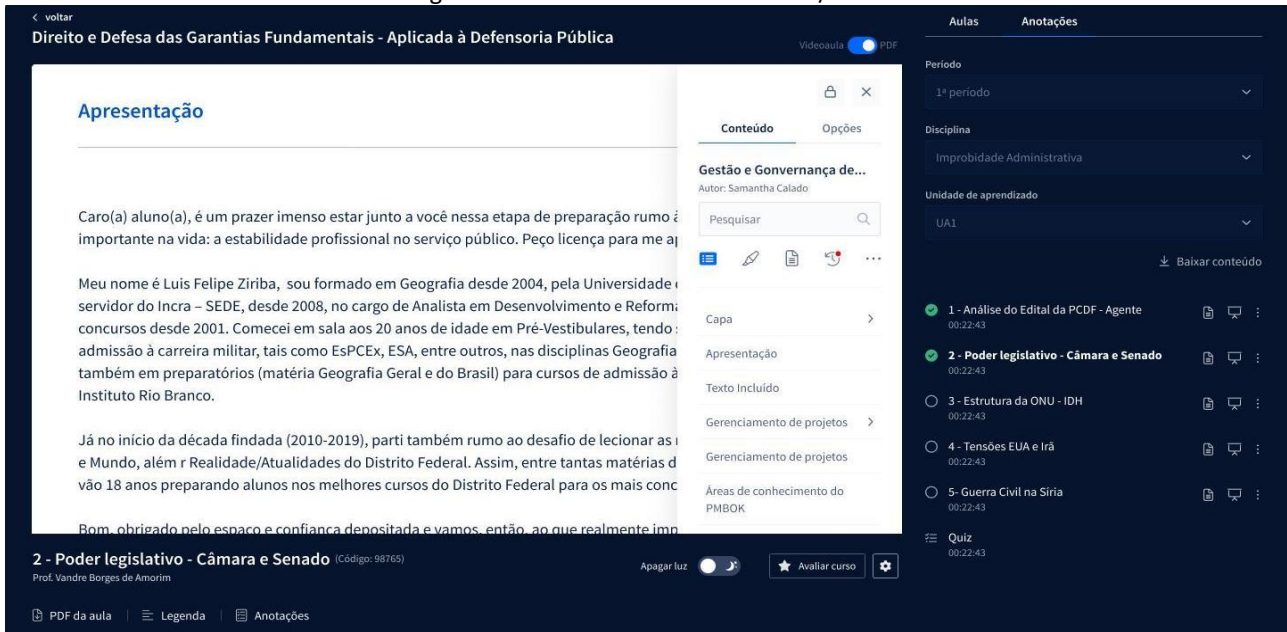 voltar
Direito e Defesa das Garantias Fundamentais - Aplicada à Defensoria Pública
Videoaula PDF
Apresentação
Caro(a) aluno(a), é um prazer imenso estar junto a você nessa etapa de preparação rumo
importante na vida: a estabilidade profissional no serviço público. Peço licença para me
Meu nome é Luis Felipe Ziriba, sou formado em Geografia desde 2004, pela Universidade
servidor do Incra – SEDE, desde 2008, no cargo de Analista em Desenvolvimento e
concursos desde 2001. Comecei em sala aos 20 anos de idade em Pré-Vestibulares, tendo
admissão à carreira militar, tais como EsPCEx, ESA, entre outros, nas disciplinas Geografia
também em preparatórios (matéria Geografia Geral e do Brasil) para cursos de admissão
Instituto Rio Branco.
Já no início da década findada (2010-2019), parti também rumo ao desafio de lecionar as
e Mundo, além r Realidade/Atualidades do Distrito Federal. Assim, entre tantas matérias
vão 18 anos preparando alunos nos melhores cursos do Distrito Federal para os mais
Bom, obrigado pelo espaço e confiança depositada e vamos, então, ao que realmente
Conteúdo Opções
Gestão e Gonvernança de...
Autor: Samantha Calado
Pesquisar
Capa
Apresentação
Texto Incluído
Gerenciamento de projetos
Gerenciamento de projetos
Áreas de conhecimento do
PMBOK
2 - Poder legislativo - Câmara e Senado (Código: 98765)
Prof. Vandre Borges de Amorim
Apagar luz
Avaliar curso
PDF da aula
Legenda
Anotações
Aulas Anotações
Período
1º período
Disciplina
Improbidade Administrativa
Unidade de aprendizado
UA1
Baixar conteúdo
1 - Análise do Edital da PCDF - Agente
00:22:43
2 - Poder legislativo - Câmara e Senado
00:22:43
3 - Estrutura da ONU - IDH
00:22:43
4 - Tensões EUA e Irã
00:22:43
5- Guerra Civil na Síria
00:22:43
Quiz
00:22:43